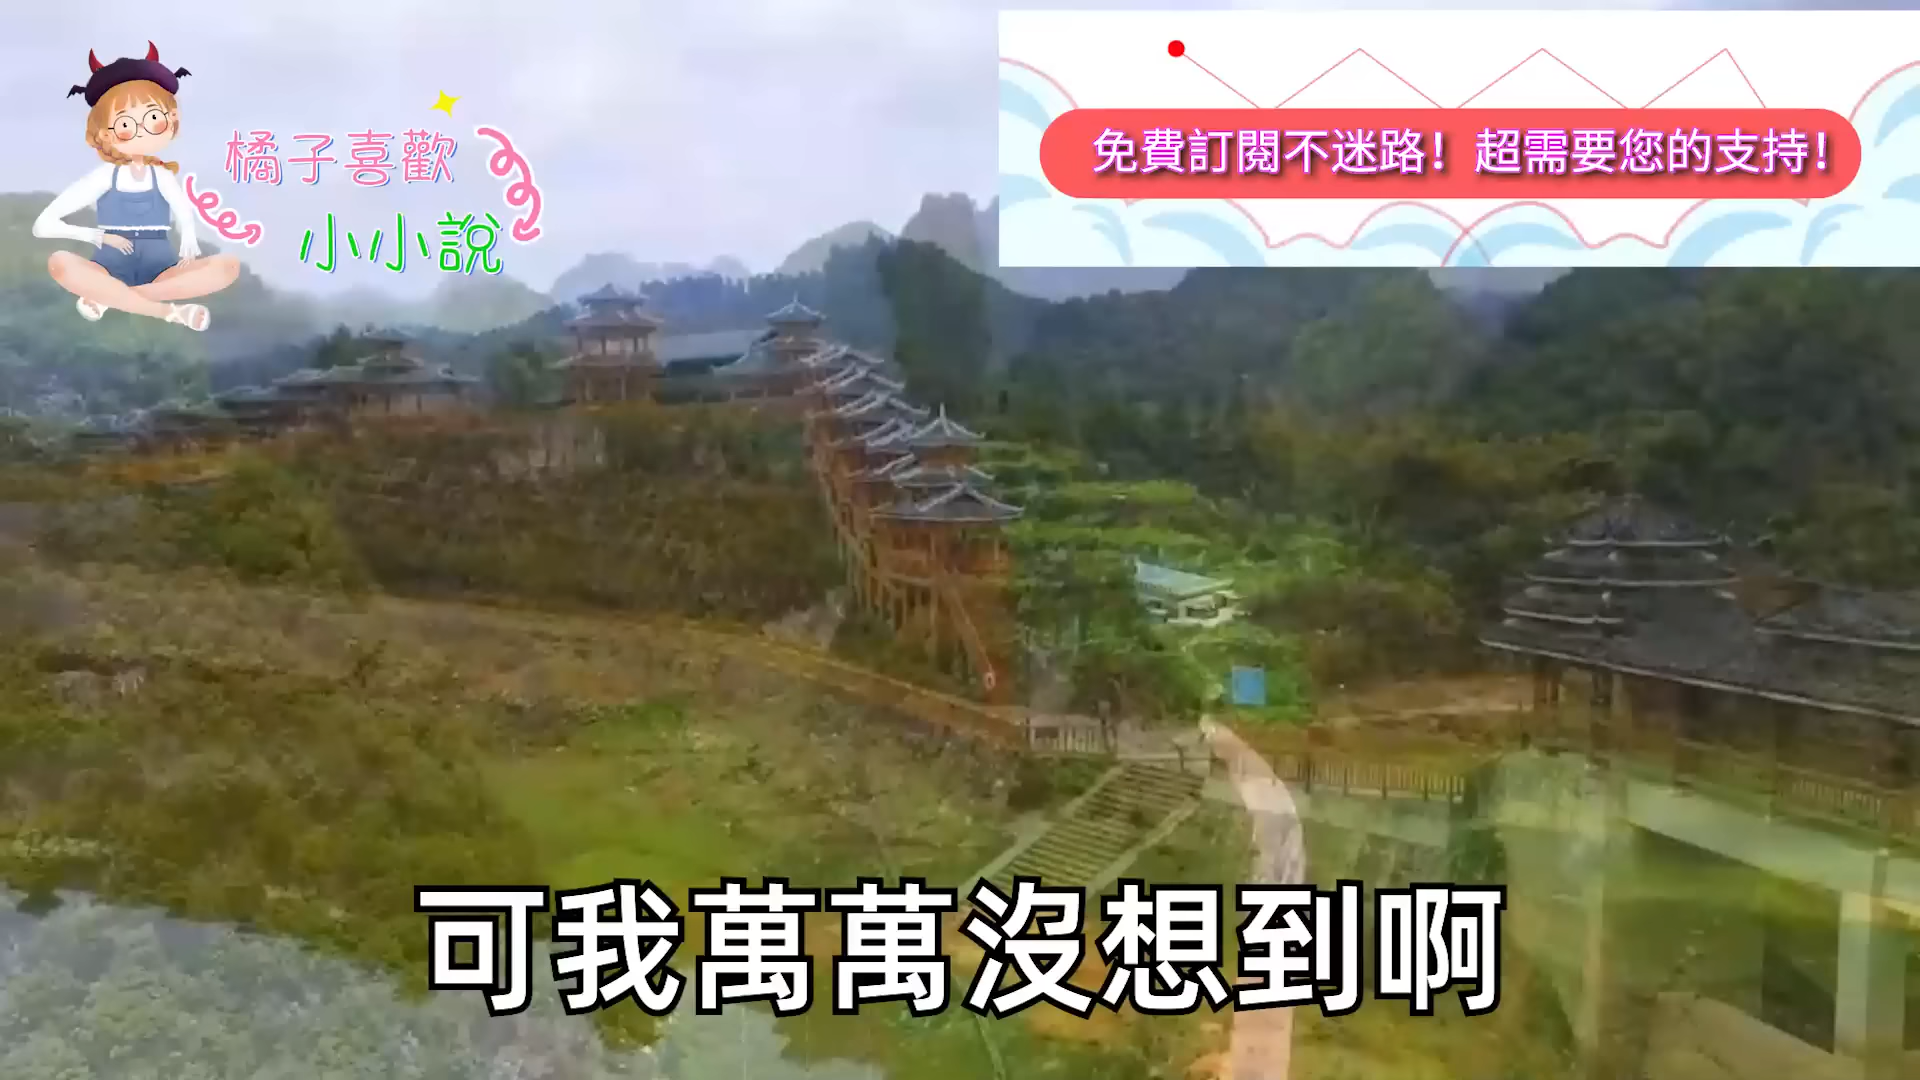 橘子喜歡
小小說
免費訂閱不迷路！超需要您的支持！
可我萬萬沒想到啊